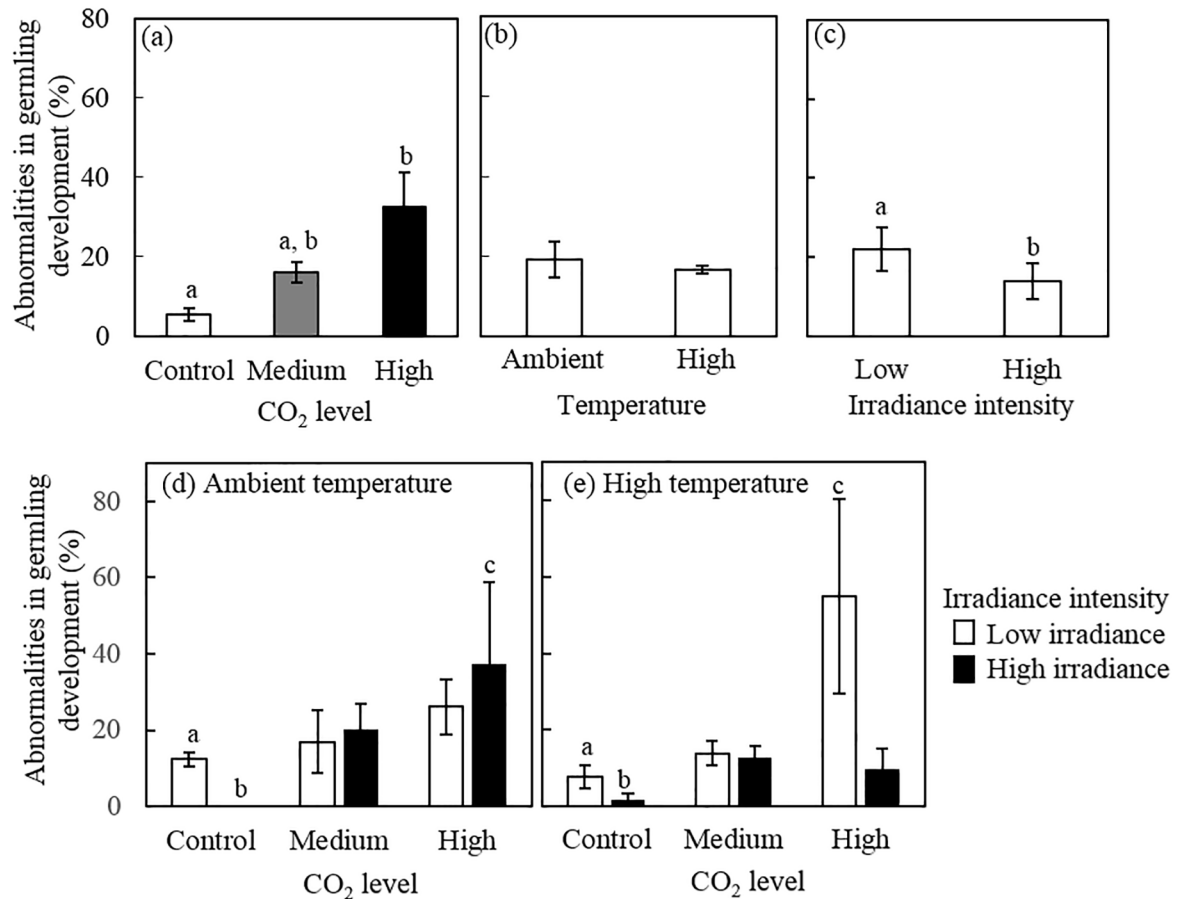 Abnormalities in germling
development (%)
80
60
40
20
0
(a)
a
a, b
b
Control Medium High
CO₂ level
(b)
Ambient High
Temperature
(c)
a
b
Low High
Irradiance intensity
Abnormalities in germling
development (%)
80
60
40
20
0
(d) Ambient temperature
a
b
c
Control Medium High
CO₂ level
(e) High temperature
a
b
c
Control Medium High
CO₂ level
Irradiance intensity
Low irradiance
High irradiance